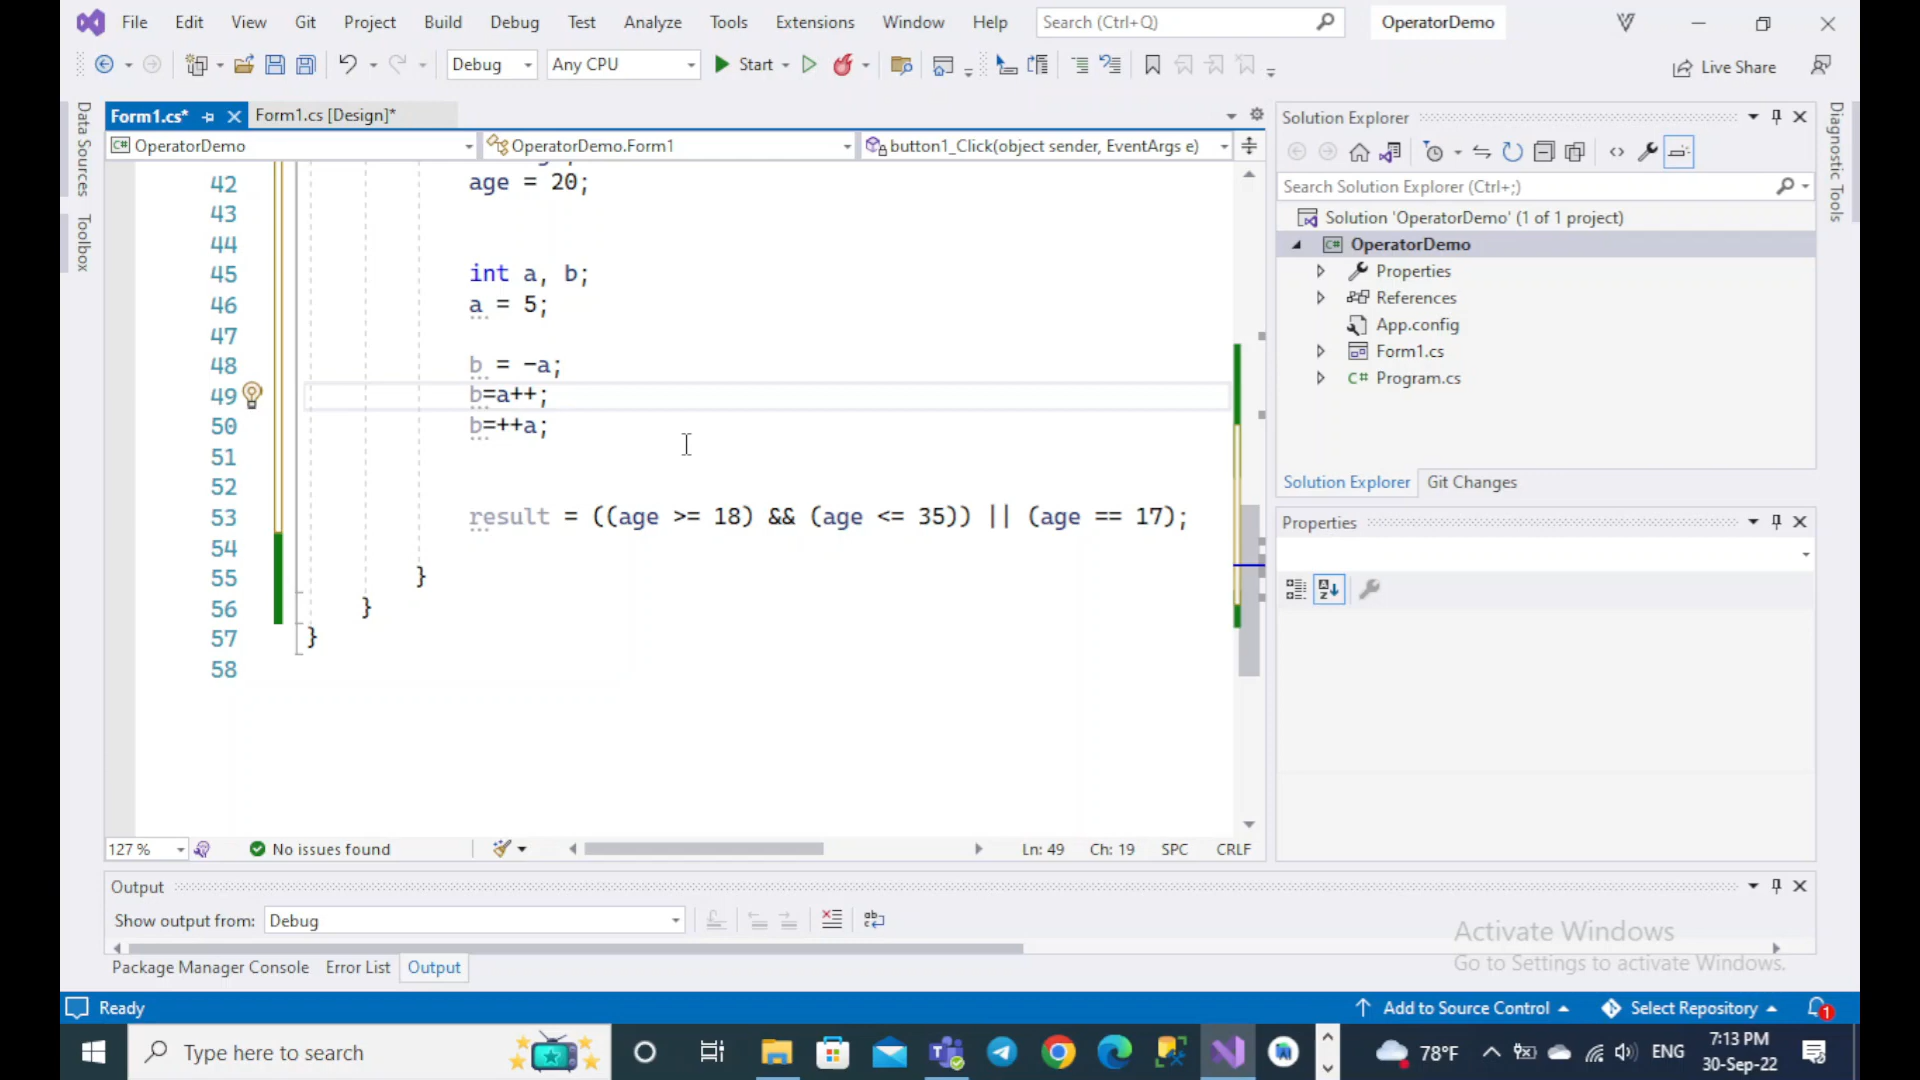 File Edit View Git Project Build Debug Test Analyze Tools Extensions Window Help Search (Ctrl+Q) OperatorDemo
Debug Any CPU Start Live Share
Form1.cs* Form1.cs [Design]*
OperatorDemo OperatorDemo.Form1 button1_Click(object sender, EventArgs e)
Data Sources
Toolbox
42 age = 20;
43
44
45 int a, b;
46 a = 5;
47
48 b = -a;
49 b=a++;
50 b=++a;
51
52
53 result = ((age >= 18) && (age <= 35)) || (age == 17);
54
55 }
56 }
57 }
58
127 % No issues found Ln: 49 Ch: 19 SPC CRLF
Solution Explorer
Search Solution Explorer (Ctrl+;)
Solution 'OperatorDemo' (1 of 1 project)
C# OperatorDemo
Properties
References
App.config
Form1.cs
C# Program.cs
Solution Explorer Git Changes
Properties
Diagnostic Tools
Output
Show output from: Debug
Package Manager Console Error List Output
Activate Windows
Go to Settings to activate Windows.
Ready Add to Source Control Select Repository 1
Type here to search 78°F ENG 7:13 PM
30-Sep-22